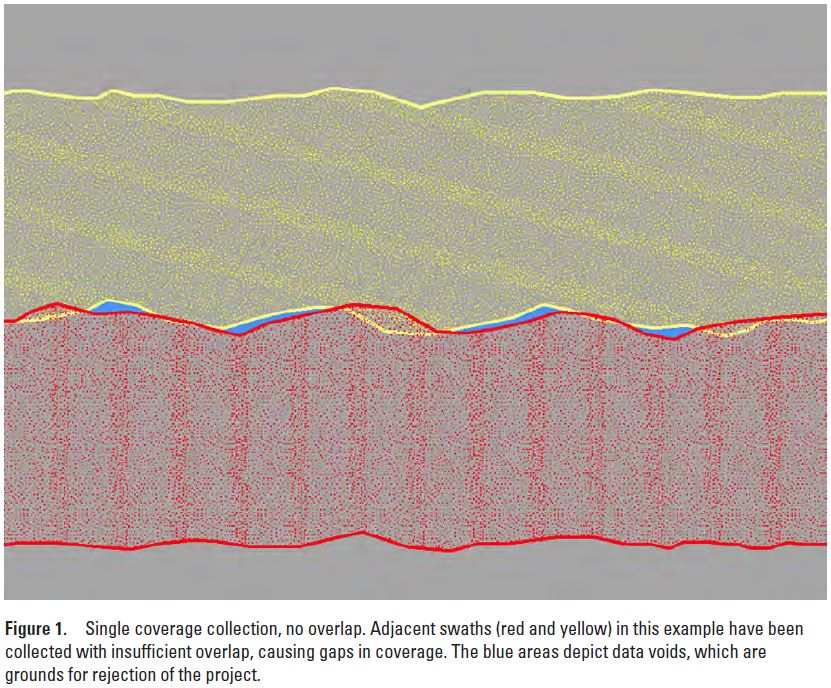 Figure 1. Single coverage collection, no overlap. Adjacent swaths (red and yellow) in this example have been
collected with insufficient overlap, causing gaps in coverage. The blue areas depict data voids, which are
grounds for rejection of the project.